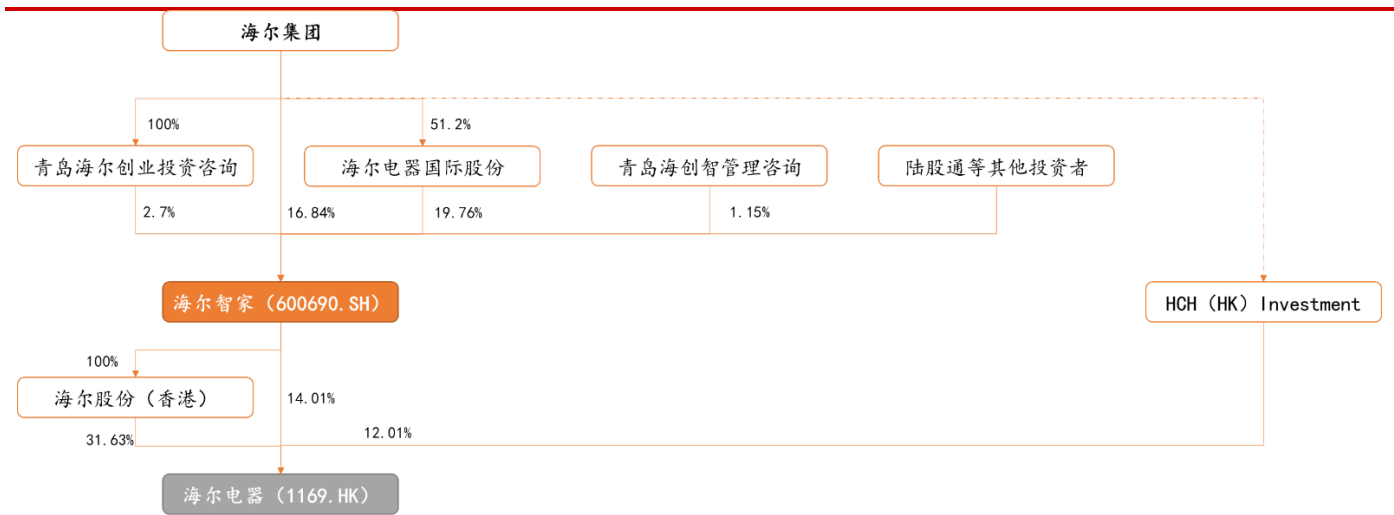 海尔集团
100%
51.2%
青岛海尔创业投资咨询
海尔电器国际股份
青岛海创智管理咨询
陆股通等其他投资者
2.7%
16.84%
19.76%
1.15%
海尔智家（600690.SH）
HCH（HK）Investment
100%
海尔股份（香港）
14.01%
31.63%
12.01%
海尔电器（1169.HK）